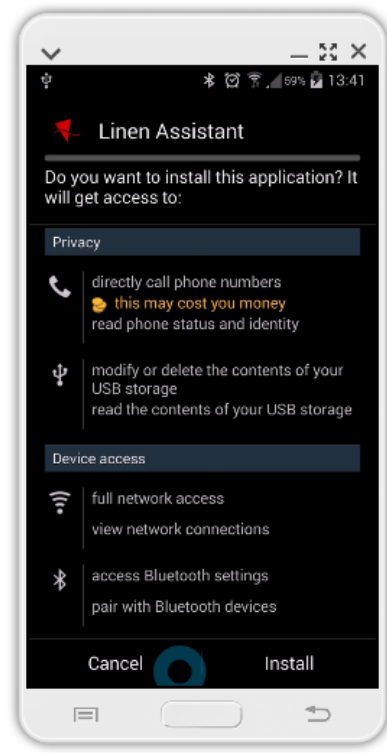 59% 13:41
Linen Assistant
Do you want to install this application? It
will get access to:
Privacy
directly call phone numbers
this may cost you money
read phone status and identity
modify or delete the contents of your
USB storage
read the contents of your USB storage
Device access
full network access
view network connections
access Bluetooth settings
pair with Bluetooth devices
Cancel Install